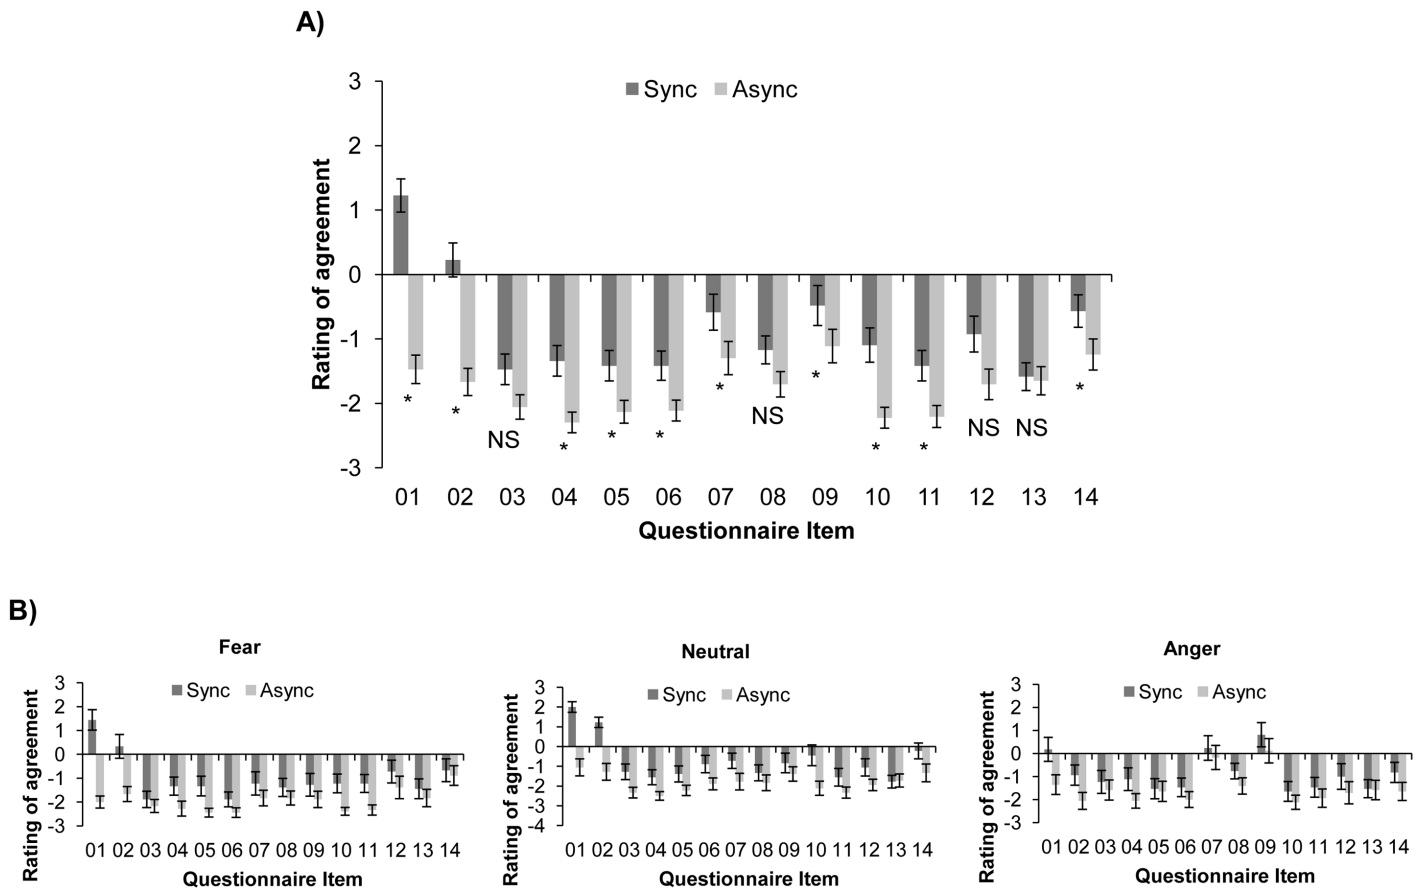 A)
Sync Async
3
2
1
0
-1
-2
-3
Rating of agreement
* * NS * * * * NS * * * NS NS *
01 02 03 04 05 06 07 08 09 10 11 12 13 14
Questionnaire Item
B)
Fear
Sync Async
3
2
1
0
-1
-2
-3
Rating of agreement
01 02 03 04 05 06 07 08 09 10 11 12 13 14
Questionnaire Item
Neutral
Sync Async
3
2
1
0
-1
-2
-3
-4
Rating of agreement
01 02 03 04 05 06 07 08 09 10 11 12 13 14
Questionnaire Item
Anger
Sync Async
3
2
1
0
-1
-2
-3
Rating of agreement
01 02 03 04 05 06 07 08 09 10 11 12 13 14
Questionnaire Item